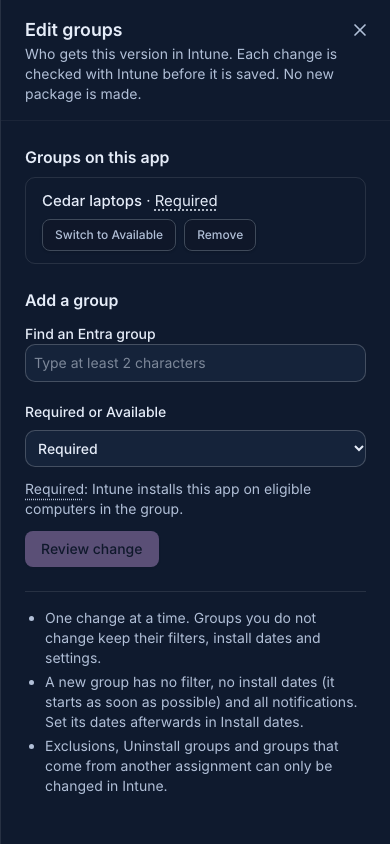 Edit groups
Who gets this version in Intune. Each change is
checked with Intune before it is saved. No new
package is made.
Groups on this app
Cedar laptops · Required
Switch to Available
Remove
Add a group
Find an Entra group
Type at least 2 characters
Required or Available
Required
Required: Intune installs this app on eligible
computers in the group.
Review change
• One change at a time. Groups you do not
change keep their filters, install dates and
settings.
• A new group has no filter, no install dates (it
starts as soon as possible) and all notifications.
Set its dates afterwards in Install dates.
• Exclusions, Uninstall groups and groups that
come from another assignment can only be
changed in Intune.